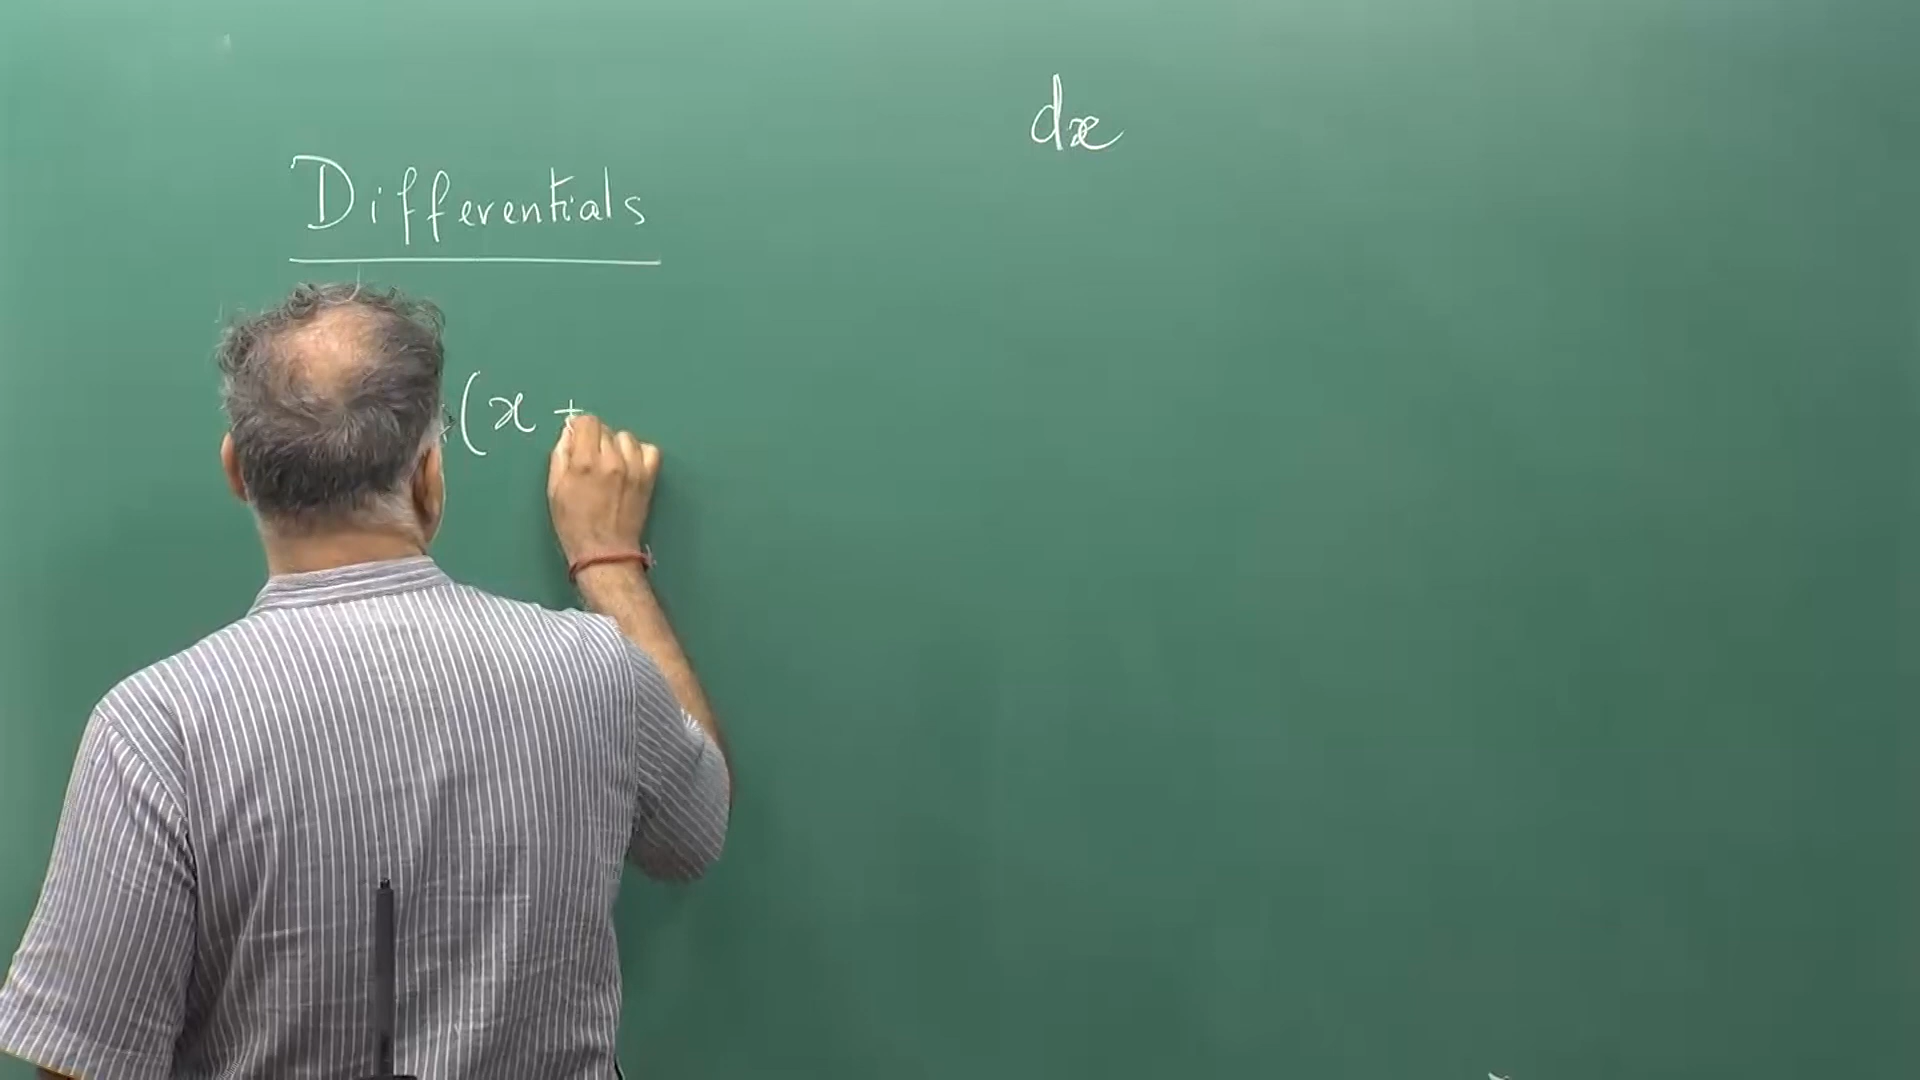 dx
Differentials
(x +